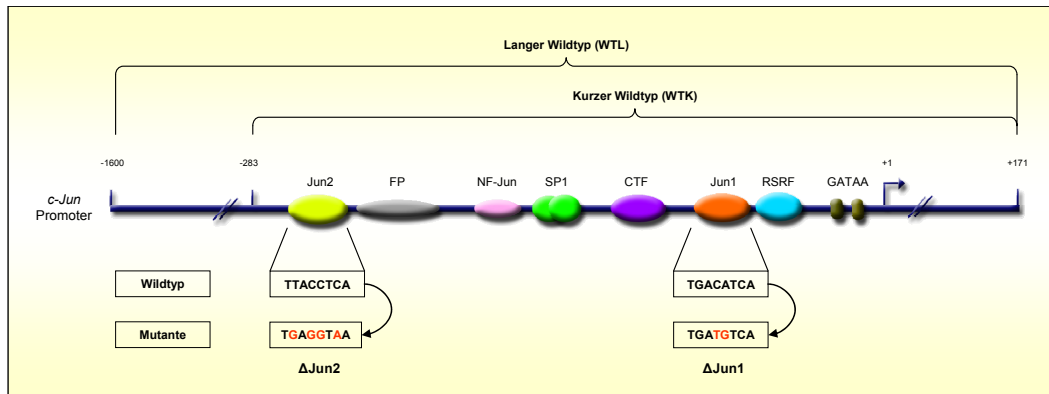 Langer Wildtyp (WTL)
Kurzer Wildtyp (WTK)
-1600
-283
+1
+171
Jun2
FP
NF-Jun
SP1
CTF
Jun1
RSRF
GATAA
c-Jun
Promoter
Wildtyp
TTACCTCA
TGACATCA
Mutante
TGAGGTAA
TGATGTCA
ΔJun2
ΔJun1